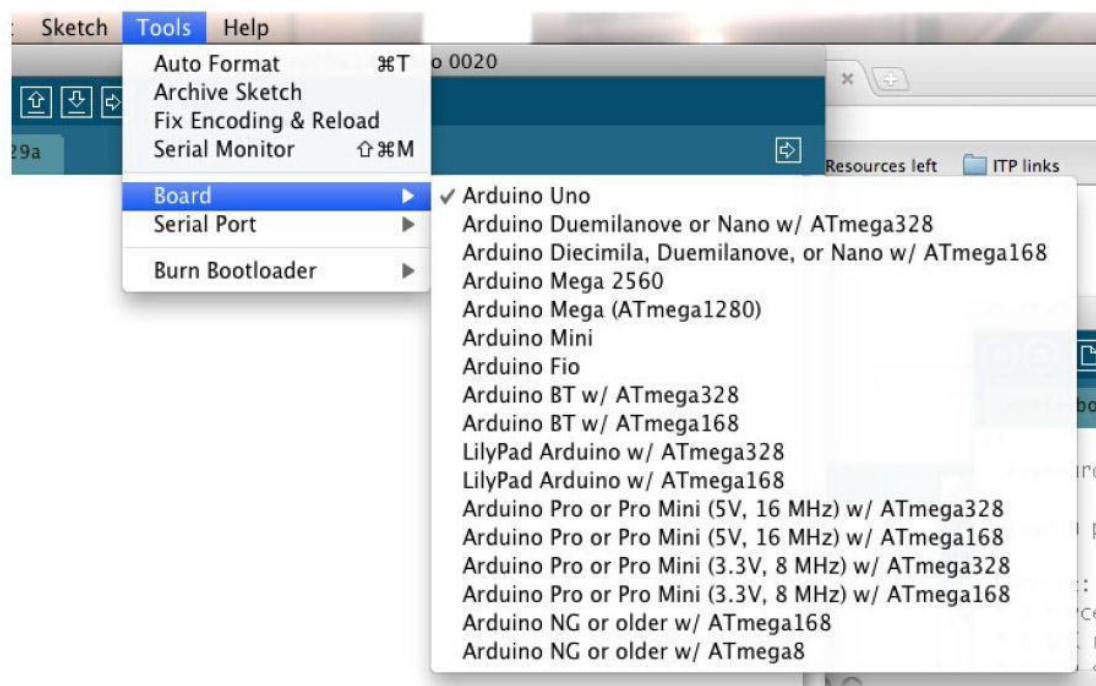 Sketch Tools Help
Auto Format ⌘T
o 0020
Archive Sketch
Fix Encoding & Reload
Serial Monitor ⇧⌘M
29a
Resources left ITP links
Board
Serial Port
Burn Bootloader
✓ Arduino Uno
Arduino Duemilanove or Nano w/ ATmega328
Arduino Diecimila, Duemilanove, or Nano w/ ATmega168
Arduino Mega 2560
Arduino Mega (ATmega1280)
Arduino Mini
Arduino Fio
Arduino BT w/ ATmega328
Arduino BT w/ ATmega168
LilyPad Arduino w/ ATmega328
LilyPad Arduino w/ ATmega168
Arduino Pro or Pro Mini (5V, 16 MHz) w/ ATmega328
Arduino Pro or Pro Mini (5V, 16 MHz) w/ ATmega168
Arduino Pro or Pro Mini (3.3V, 8 MHz) w/ ATmega328
Arduino Pro or Pro Mini (3.3V, 8 MHz) w/ ATmega168
Arduino NG or older w/ ATmega168
Arduino NG or older w/ ATmega8